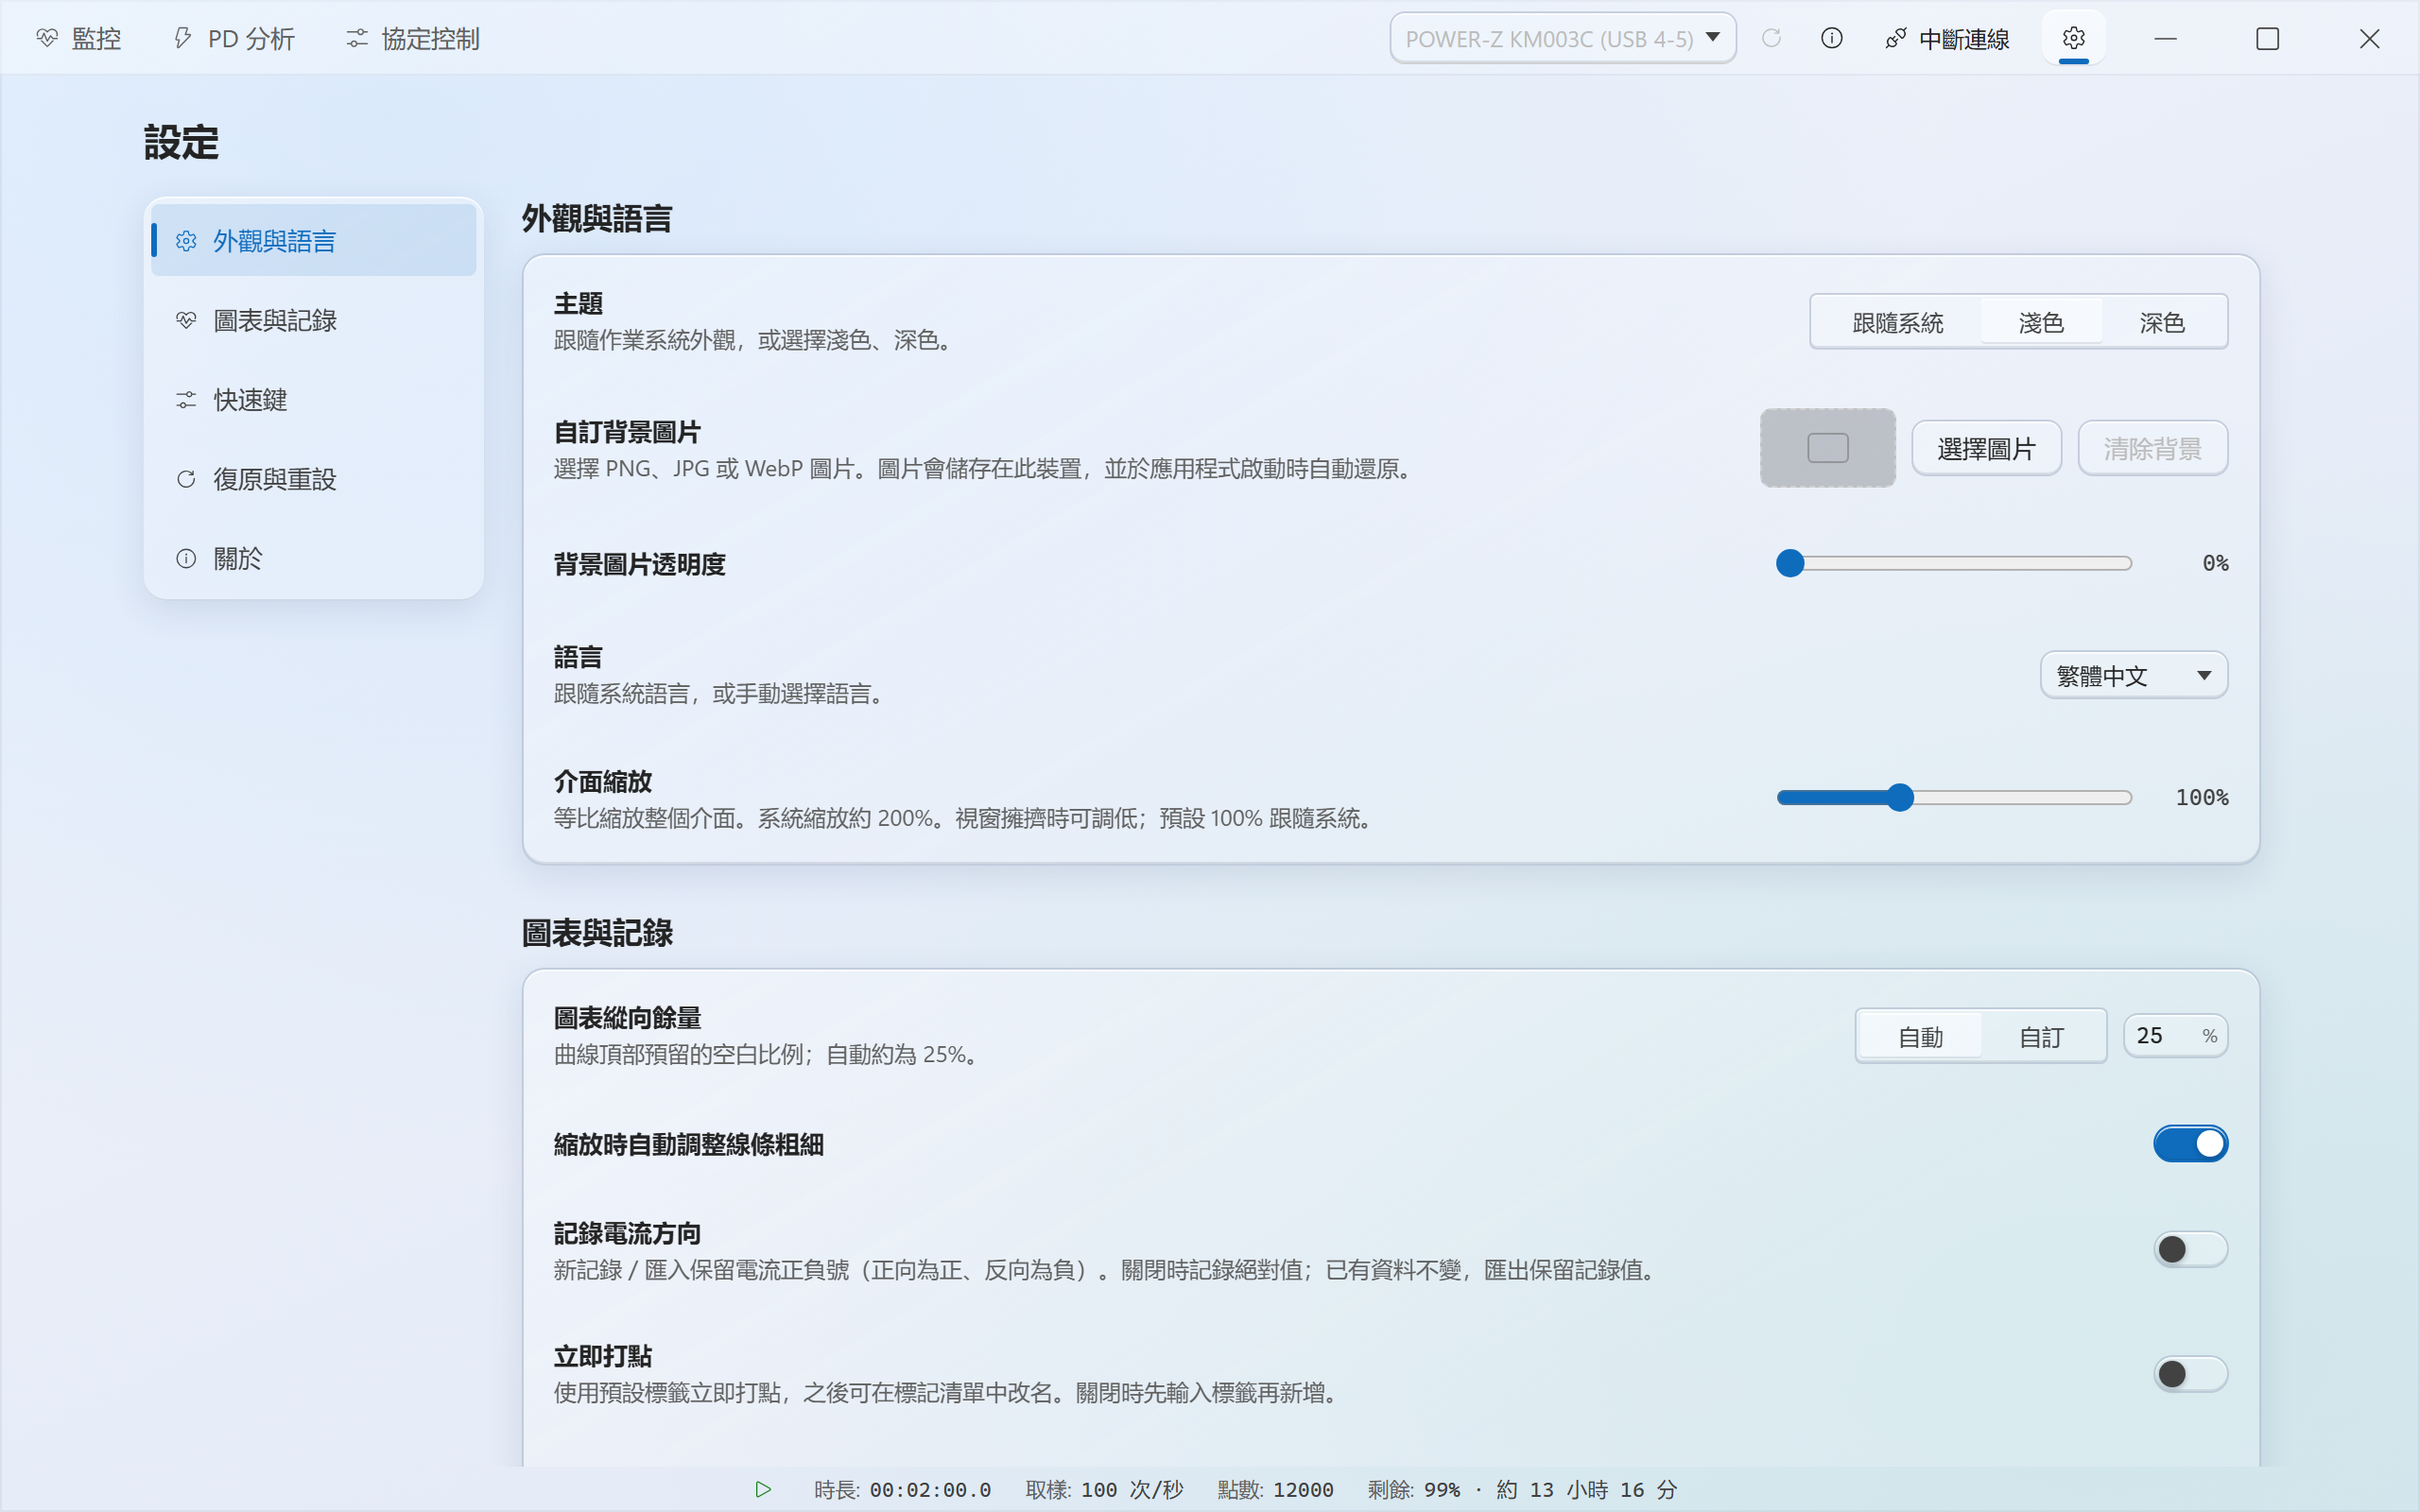 監控
PD 分析
協定控制
POWER-Z KM003C (USB 4-5)
中斷連線
設定
外觀與語言
圖表與記錄
快速鍵
復原與重設
關於
外觀與語言
主題
跟隨作業系統外觀，或選擇淺色、深色。
跟隨系統
淺色
深色
自訂背景圖片
選擇 PNG、JPG 或 WebP 圖片。圖片會儲存在此裝置，並於應用程式啟動時自動還原。
選擇圖片
清除背景
背景圖片透明度
0%
語言
跟隨系統語言，或手動選擇語言。
繁體中文
介面縮放
等比縮放整個介面。系統縮放約 200%。視窗擁擠時可調低；預設 100% 跟隨系統。
100%
圖表與記錄
圖表縱向餘量
曲線頂部預留的空白比例；自動約為 25%。
自動
自訂
25 %
縮放時自動調整線條粗細
記錄電流方向
新記錄 / 匯入保留電流正負號（正向為正、反向為負）。關閉時記錄絕對值；已有資料不變，匯出保留記錄值。
立即打點
使用預設標籤立即打點，之後可在標記清單中改名。關閉時先輸入標籤再新增。
時長: 00:02:00.0
取樣: 100 次/秒
點數: 12000
剩餘: 99% · 約 13 小時 16 分